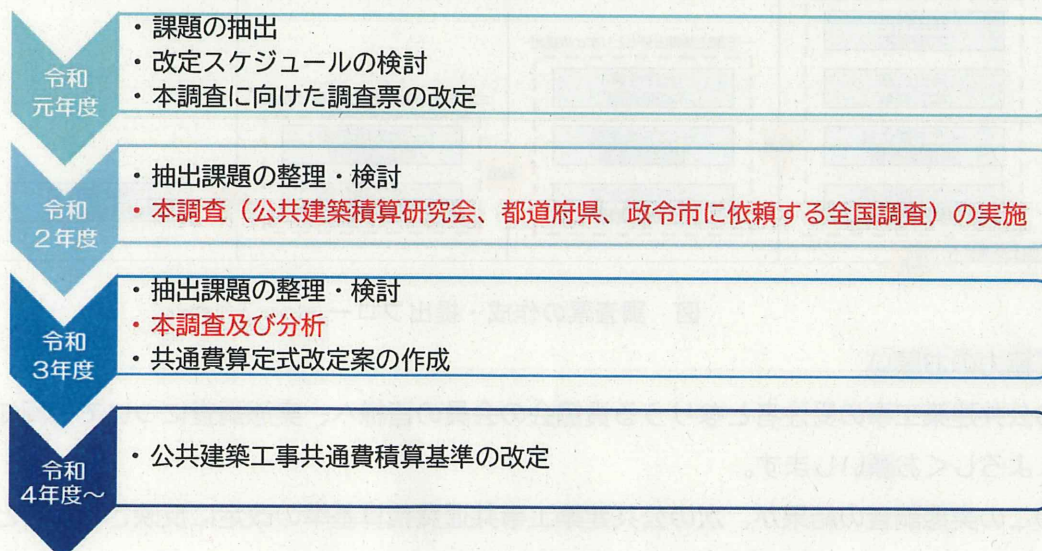 令和
元年度
・課題の抽出
・改定スケジュールの検討
・本調査に向けた調査票の改定
令和
2年度
・抽出課題の整理・検討
・本調査（公共建築積算研究会、都道府県、政令市に依頼する全国調査）の実施
令和
3年度
・抽出課題の整理・検討
・本調査及び分析
・共通費算定式改定案の作成
令和
4年度～
・公共建築工事共通費積算基準の改定